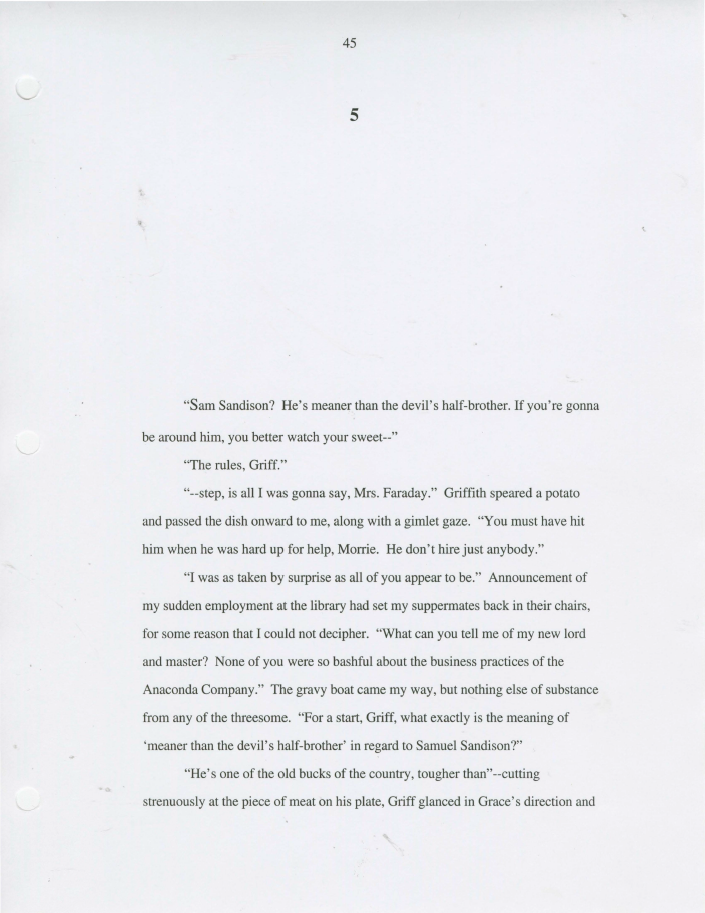 45
5
“Sam Sandison? He’s meaner than the devil’s half-brother. If you’re gonna
be around him, you better watch your sweet--”
“The rules, Griff.”
“--step, is all I was gonna say, Mrs. Faraday.” Griffith speared a potato
and passed the dish onward to me, along with a gimlet gaze. “You must have hit
him when he was hard up for help, Morrie. He don’t hire just anybody.”
“I was as taken by surprise as all of you appear to be.” Announcement of
my sudden employment at the library had set my suppermates back in their chairs,
for some reason that I could not decipher. “What can you tell me of my new lord
and master? None of you were so bashful about the business practices of the
Anaconda Company.” The gravy boat came my way, but nothing else of substance
from any of the threesome. “For a start, Griff, what exactly is the meaning of
‘meaner than the devil’s half-brother’ in regard to Samuel Sandison?”
“He’s one of the old bucks of the country, tougher than”--cutting
strenuously at the piece of meat on his plate, Griff glanced in Grace’s direction and